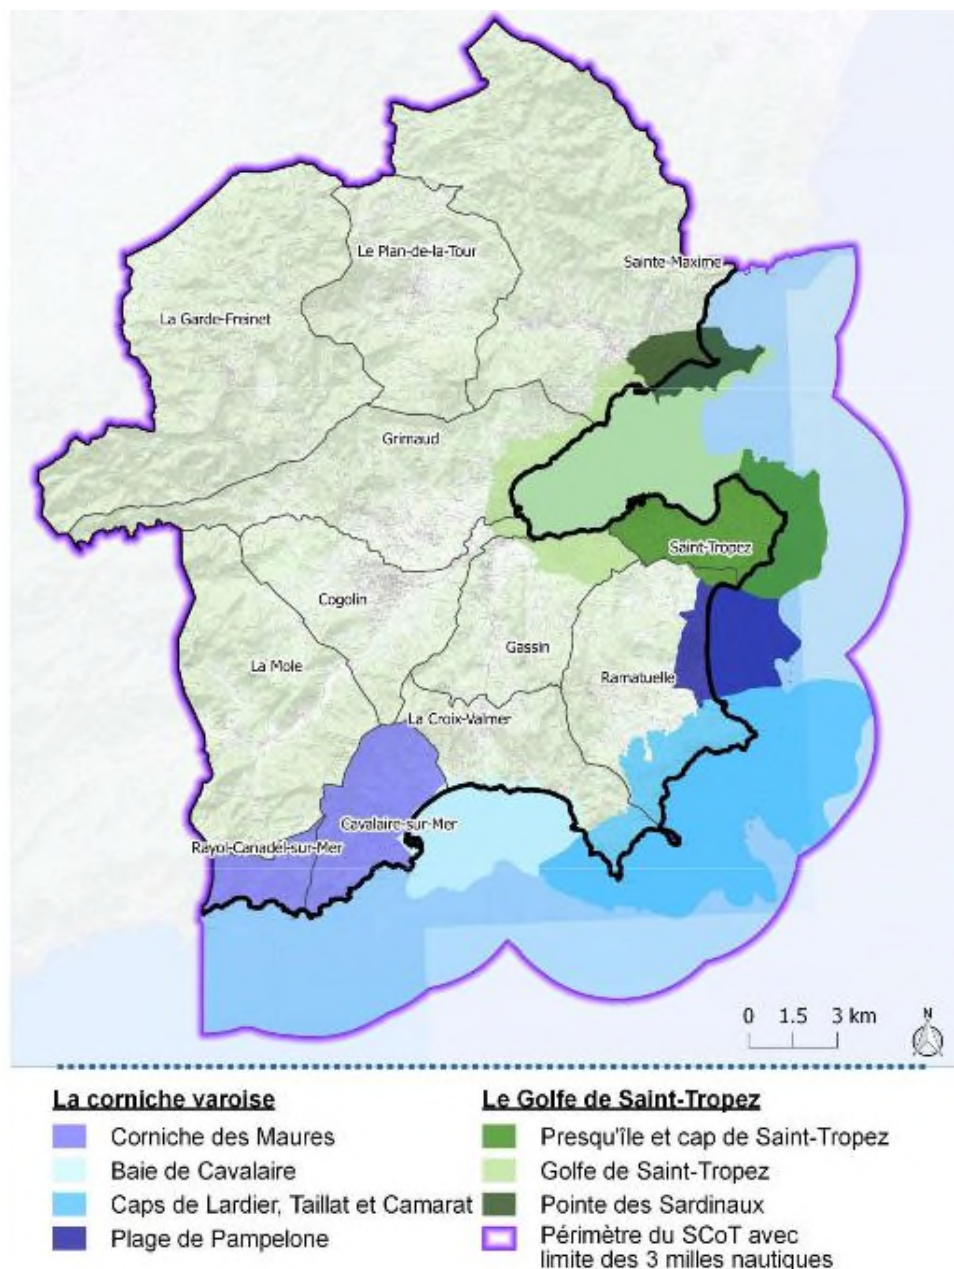 Le Plan-de-la-Tour
Sainte-Maxime
La Garde-Freinet
Grimaud
Saint-Tropez
Cogolin
Gassin
La Mole
Ramatuelle
La Croix-Valmer
Cavalaire-sur-Mer
Rayol-Canadel-sur-Mer
0 1.5 3 km
N
La corniche varoise
Corniche des Maures
Baie de Cavalaire
Caps de Lardier, Taillat et Camarat
Plage de Pampelone
Le Golfe de Saint-Tropez
Presqu'île et cap de Saint-Tropez
Golfe de Saint-Tropez
Pointe des Sardinaux
Périmètre du SCoT avec
limite des 3 milles nautiques